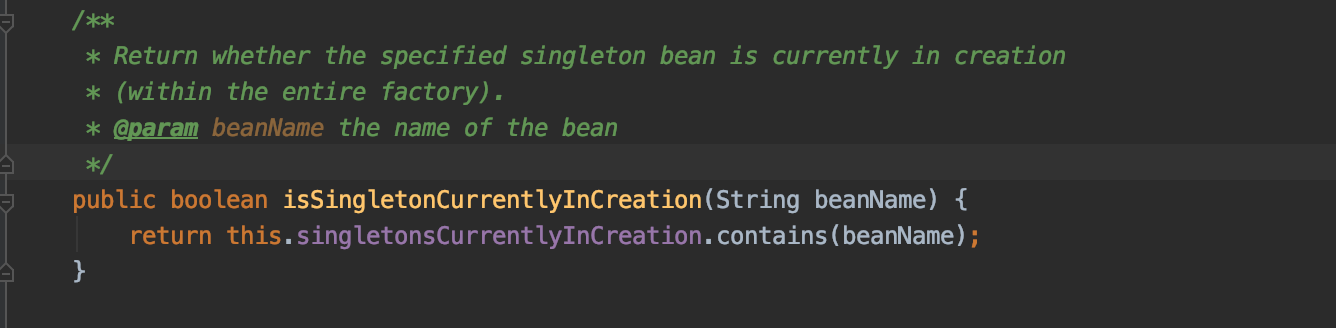 /**
 * Return whether the specified singleton bean is currently in creation
 * (within the entire factory).
 * @param beanName the name of the bean
 */
public boolean isSingletonCurrentlyInCreation(String beanName) {
    return this.singletonsCurrentlyInCreation.contains(beanName);
}